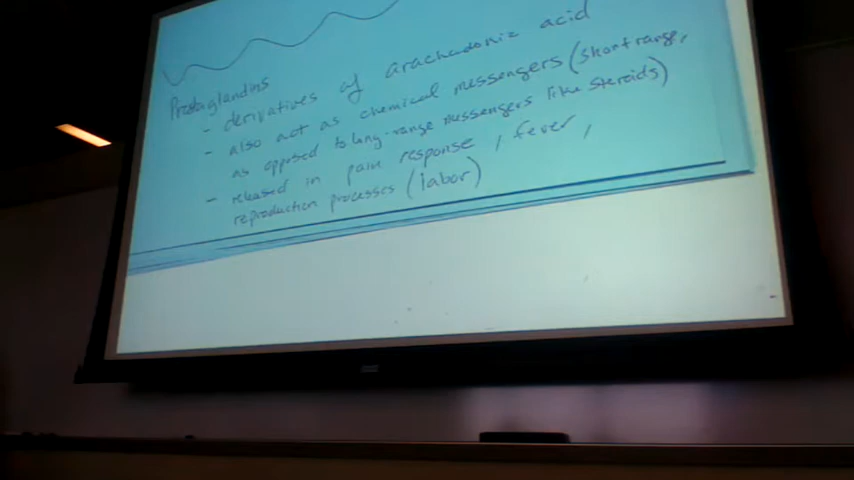 Prostaglandins
- derivatives of arachadonic acid
- also act as chemical messengers (short range,
as opposed to long-range messengers like steroids)
- released in pain response, fever,
reproduction processes (labor)